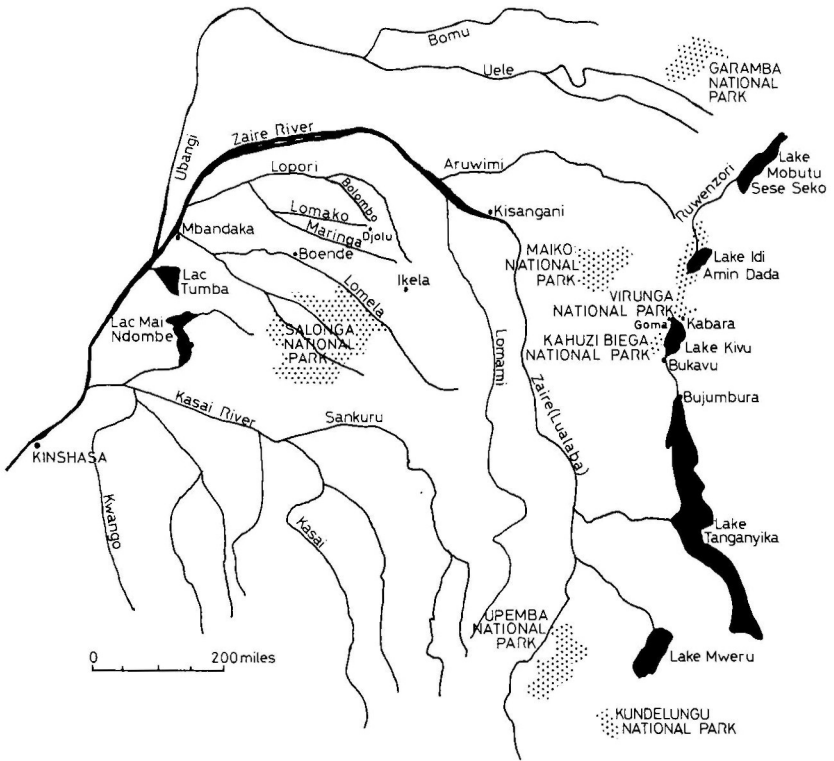 Bomu
Uele
GARAMBA
NATIONAL
PARK
Ubangi
Zaire River
Aruwimi
Lopori
Bolombo
Lomako
Maringa
Djolu
Ruwenzori
Lake
Mobutu
Sese Seko
Kisangani
Mbandaka
Boende
Ikela
MAIKO
NATIONAL
PARK
Lake Idi
Amin Dada
Lac
Tumba
Lomela
VIRUNGA
NATIONAL PARK
Goma
Kabara
Lac Mai
Ndombe
SALONGA
NATIONAL
PARK
Lomami
KAHUZI BIEGA
NATIONAL PARK
Lake Kivu
Bukavu
Zaire(Lualaba)
Bujumbura
Kasai River
Sankuru
KINSHASA
Kwango
Kasai
Lake
Tanganyika
UPEMBA
NATIONAL
PARK
0 200 miles
Lake Mweru
KUNDELUNGU
NATIONAL PARK